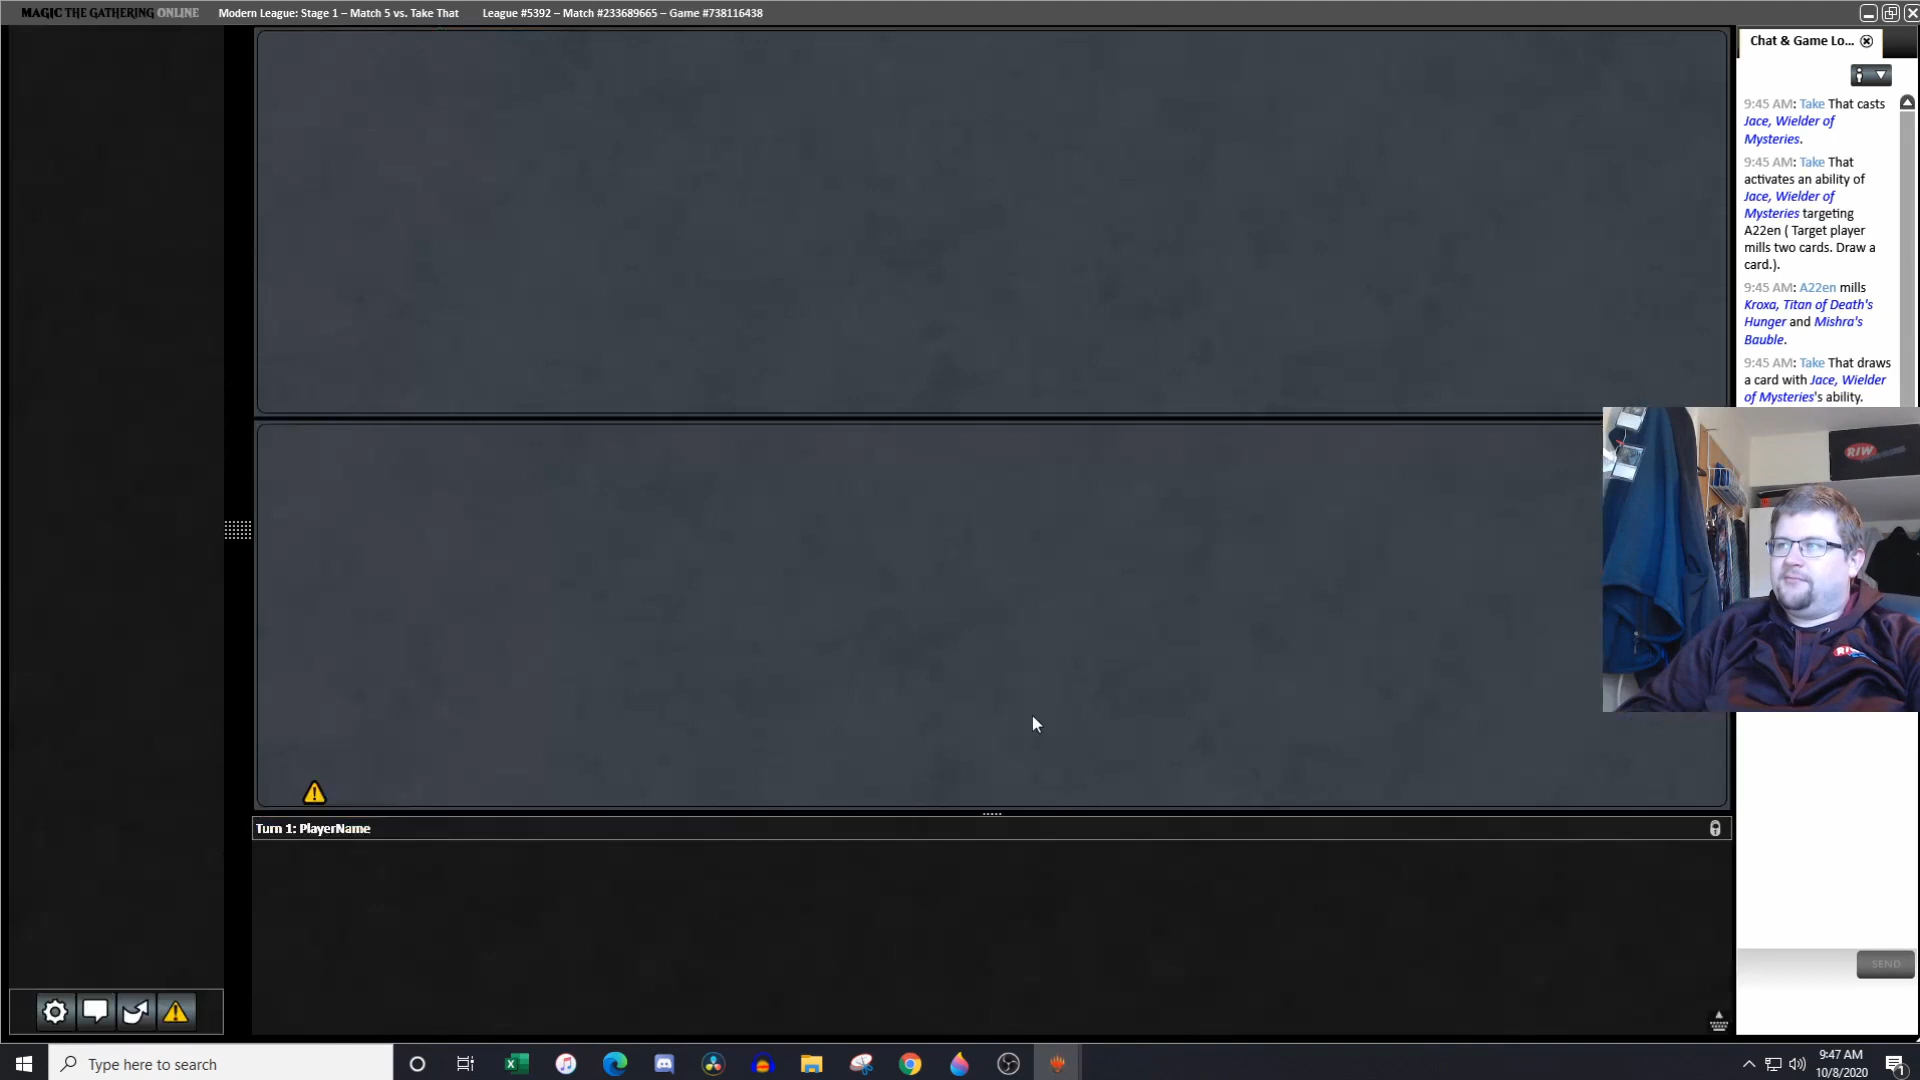 MAGIC THE GATHERING ONLINE Modern League: Stage 1 – Match 5 vs. Take That League #5392 – Match #233689665 – Game #738116438
Chat & Game Lo...
9:45 AM: Take That casts
Jace, Wielder of
Mysteries.
9:45 AM: Take That
activates an ability of
Jace, Wielder of
Mysteries targeting
A22en ( Target player
mills two cards. Draw a
card.).
9:45 AM: A22en mills
Kroxa, Titan of Death's
Hunger and Mishra's
Bauble.
9:45 AM: Take That draws
a card with Jace, Wielder
of Mysteries's ability.
RIW
Turn 1: PlayerName
SEND
Type here to search
9:47 AM
10/8/2020
1